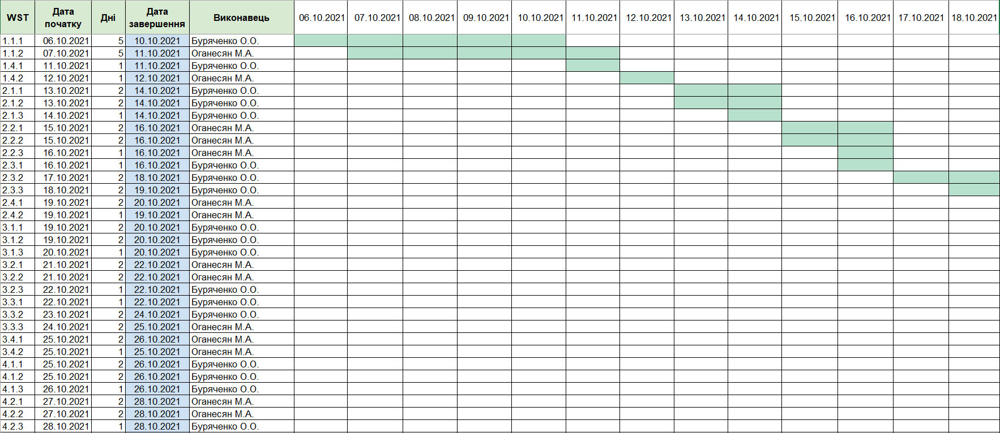 WST Дата початку Дні Дата завершення Виконавець 06.10.2021 07.10.2021 08.10.2021 09.10.2021 10.10.2021 11.10.2021 12.10.2021 13.10.2021 14.10.2021 15.10.2021 16.10.2021 17.10.2021 18.10.2021
1.1.1 06.10.2021 5 10.10.2021 Буряченко О.О.
1.1.2 07.10.2021 5 11.10.2021 Оганесян М.А.
1.4.1 11.10.2021 1 11.10.2021 Буряченко О.О.
1.4.2 12.10.2021 1 12.10.2021 Оганесян М.А.
2.1.1 13.10.2021 2 14.10.2021 Буряченко О.О.
2.1.2 13.10.2021 2 14.10.2021 Буряченко О.О.
2.1.3 14.10.2021 1 14.10.2021 Буряченко О.О.
2.2.1 15.10.2021 2 16.10.2021 Оганесян М.А.
2.2.2 15.10.2021 2 16.10.2021 Оганесян М.А.
2.2.3 16.10.2021 1 16.10.2021 Оганесян М.А.
2.3.1 16.10.2021 1 16.10.2021 Буряченко О.О.
2.3.2 17.10.2021 2 18.10.2021 Буряченко О.О.
2.3.3 18.10.2021 2 19.10.2021 Буряченко О.О.
2.4.1 19.10.2021 2 20.10.2021 Оганесян М.А.
2.4.2 19.10.2021 1 19.10.2021 Оганесян М.А.
3.1.1 19.10.2021 2 20.10.2021 Буряченко О.О.
3.1.2 19.10.2021 2 20.10.2021 Буряченко О.О.
3.1.3 20.10.2021 1 20.10.2021 Буряченко О.О.
3.2.1 21.10.2021 2 22.10.2021 Оганесян М.А.
3.2.2 21.10.2021 2 22.10.2021 Оганесян М.А.
3.2.3 22.10.2021 1 22.10.2021 Буряченко О.О.
3.3.1 22.10.2021 1 22.10.2021 Буряченко О.О.
3.3.2 23.10.2021 2 24.10.2021 Буряченко О.О.
3.3.3 24.10.2021 2 25.10.2021 Оганесян М.А.
3.4.1 25.10.2021 2 26.10.2021 Оганесян М.А.
3.4.2 25.10.2021 1 25.10.2021 Оганесян М.А.
4.1.1 25.10.2021 2 26.10.2021 Буряченко О.О.
4.1.2 25.10.2021 2 26.10.2021 Буряченко О.О.
4.1.3 26.10.2021 1 26.10.2021 Буряченко О.О.
4.2.1 27.10.2021 2 28.10.2021 Оганесян М.А.
4.2.2 27.10.2021 2 28.10.2021 Оганесян М.А.
4.2.3 28.10.2021 1 28.10.2021 Буряченко О.О.